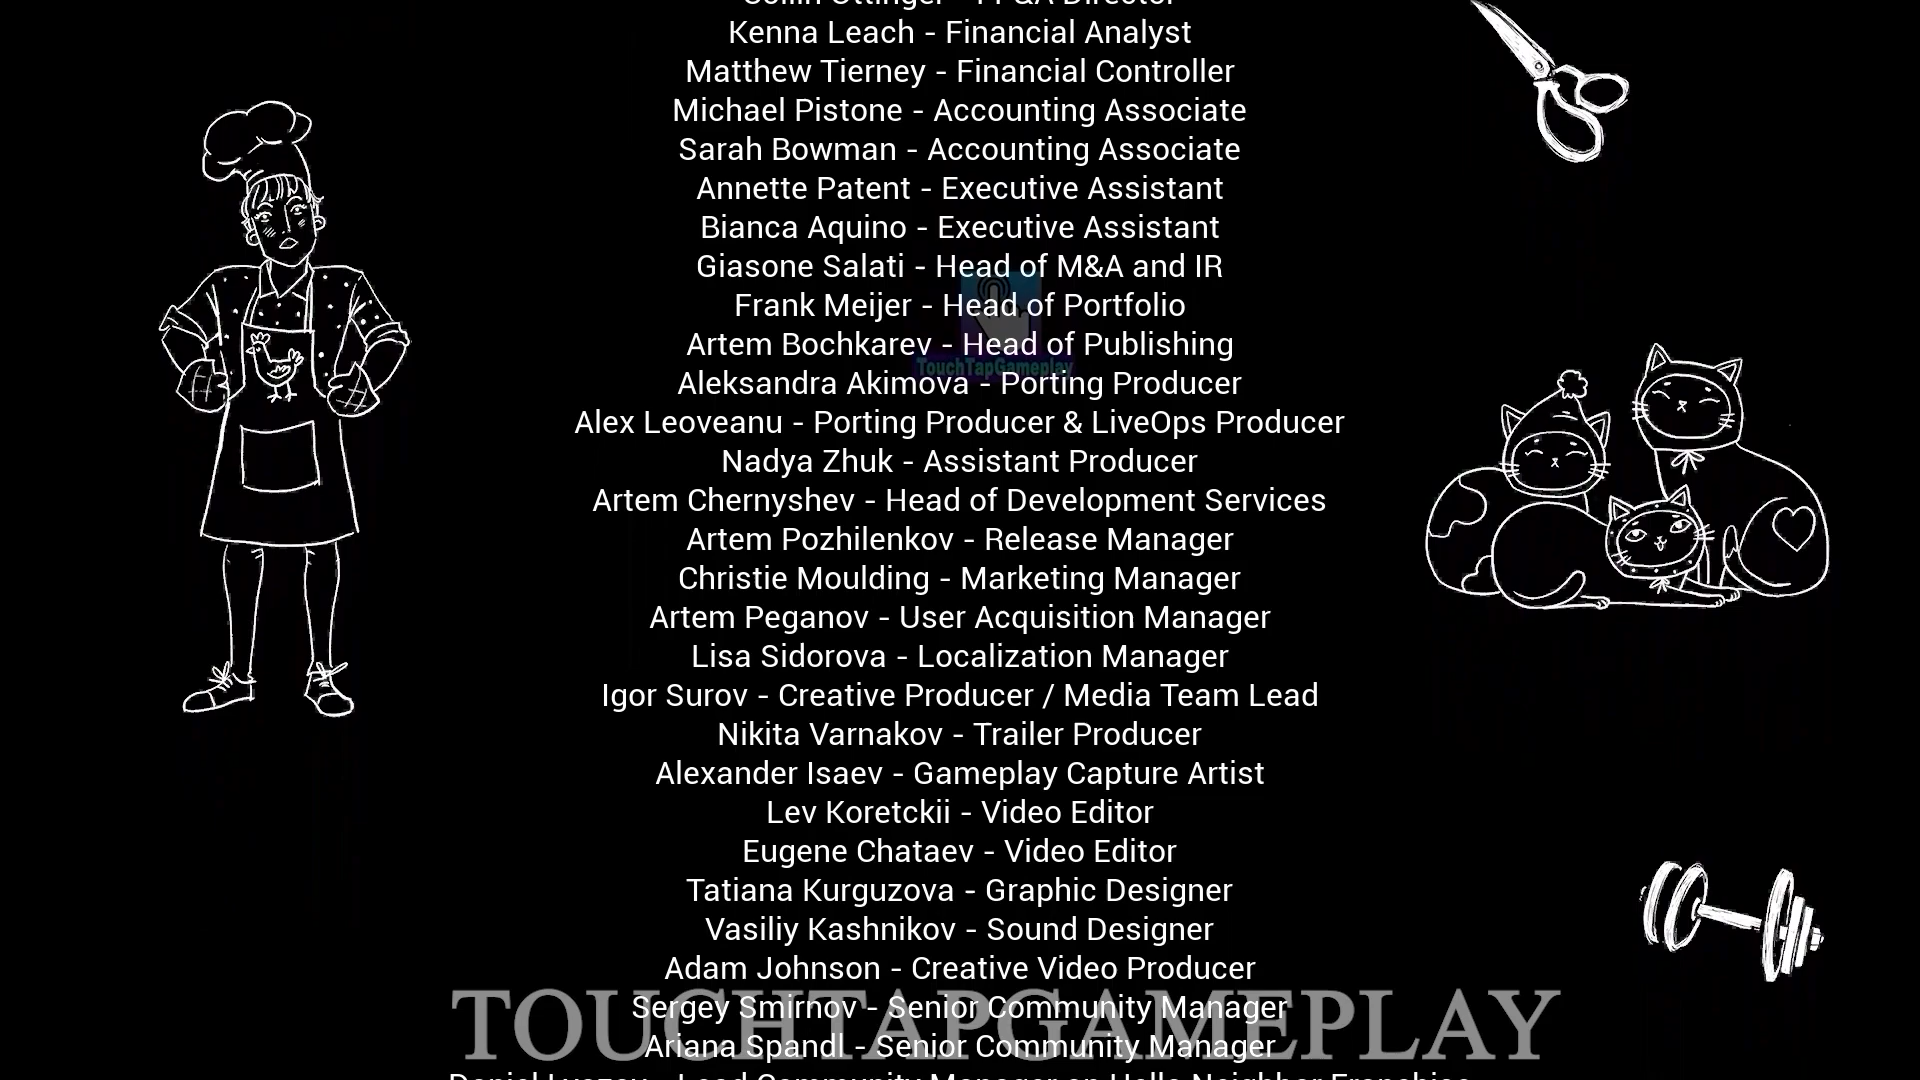 Kenna Leach - Financial Analyst
Matthew Tierney - Financial Controller
Michael Pistone - Accounting Associate
Sarah Bowman - Accounting Associate
Annette Patent - Executive Assistant
Bianca Aquino - Executive Assistant
Giasone Salati - Head of M&A and IR
Frank Meijer - Head of Portfolio
Artem Bochkarev - Head of Publishing
TouchTapGameplay
Aleksandra Akimova - Porting Producer
Alex Leoveanu - Porting Producer & LiveOps Producer
Nadya Zhuk - Assistant Producer
Artem Chernyshev - Head of Development Services
Artem Pozhilenkov - Release Manager
Christie Moulding - Marketing Manager
Artem Peganov - User Acquisition Manager
Lisa Sidorova - Localization Manager
Igor Surov - Creative Producer / Media Team Lead
Nikita Varnakov - Trailer Producer
Alexander Isaev - Gameplay Capture Artist
Lev Koretckii - Video Editor
Eugene Chataev - Video Editor
Tatiana Kurguzova - Graphic Designer
Vasiliy Kashnikov - Sound Designer
Adam Johnson - Creative Video Producer
Sergey Smirnov - Senior Community Manager
TOUCHTAPGAMEPLAY
Ariana Spandl - Senior Community Manager